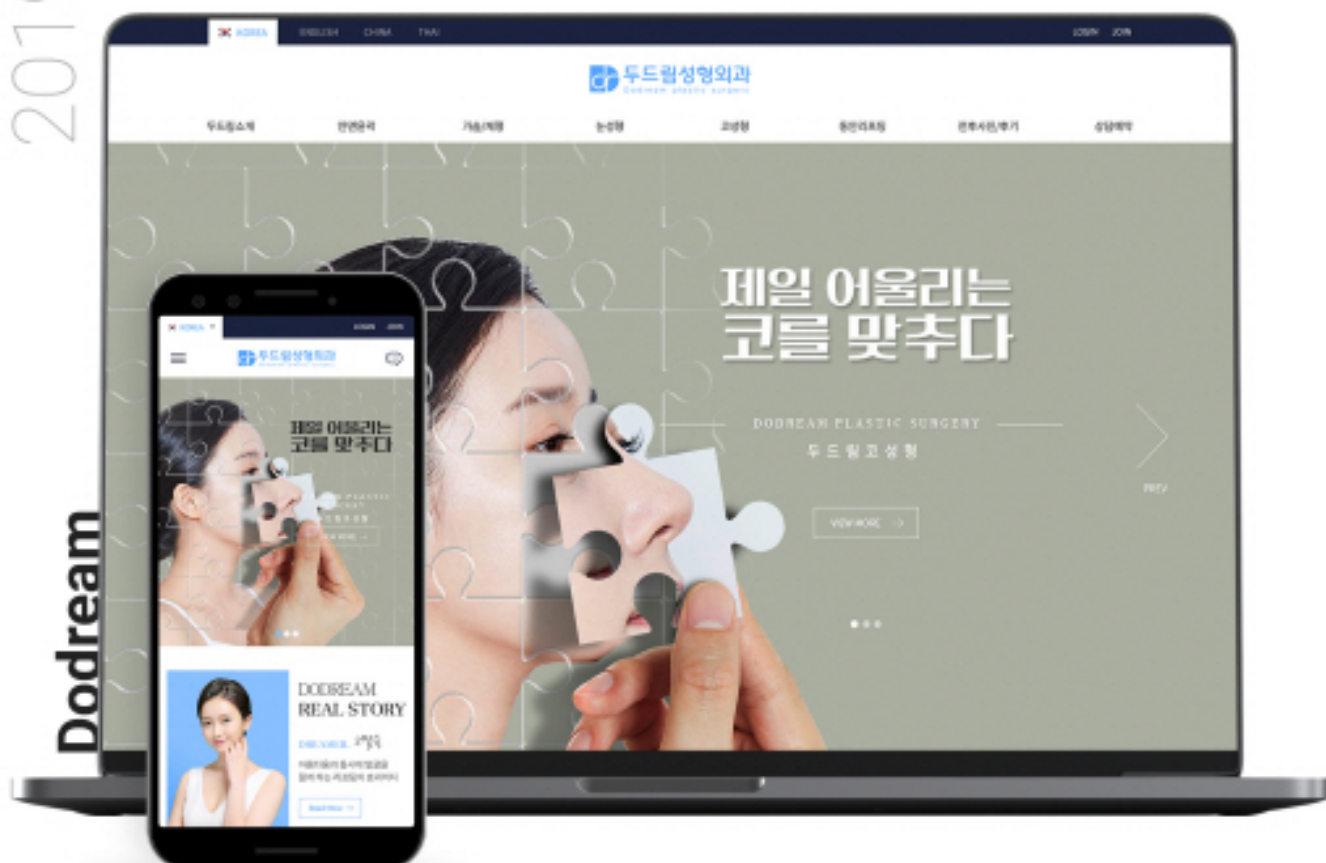 201
Dodream
KOREA ENGLISH CHINA THAI
LOGIN JOIN
두드림성형외과
Dodream plastic surgery
두드림소개 안면윤곽 가슴/체형 눈성형 코성형 동안리프팅 전후사진/후기 상담예약
제일 어울리는
코를 맞추다
DODREAM PLASTIC SURGERY
두드림코성형
VIEW MORE
PREV
KOREA
LOGIN JOIN
두드림성형외과
제일 어울리는
코를 맞추다
DODREAM
REAL STORY
Read More